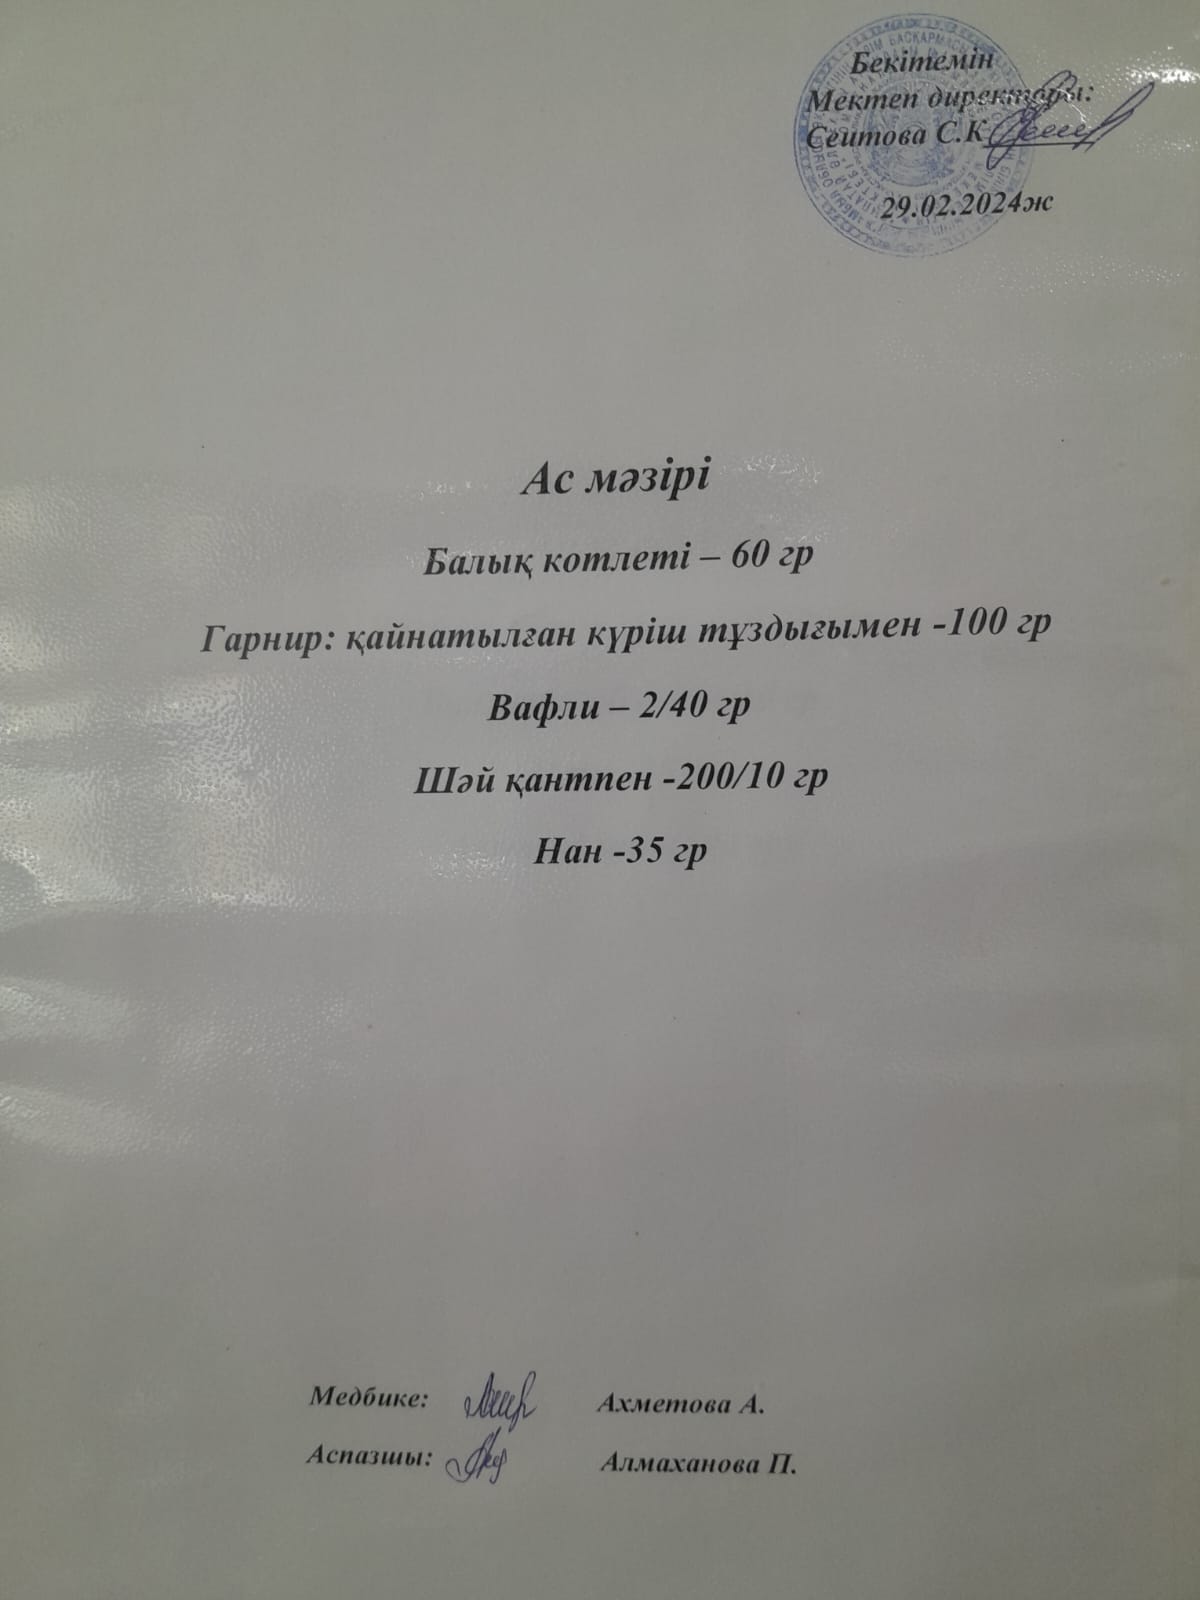 Бекітемін
Мектеп директоры:
Сеитова С.К
29.02.2024ж
Ас мәзірі
Балық котлеті – 60 гр
Гарнир: қайнатылған күріш тұздығымен -100 гр
Вафли – 2/40 гр
Шәй қантпен -200/10 гр
Нан -35 гр
Медбике: Ахметова А.
Аспазшы: Алмаханова П.